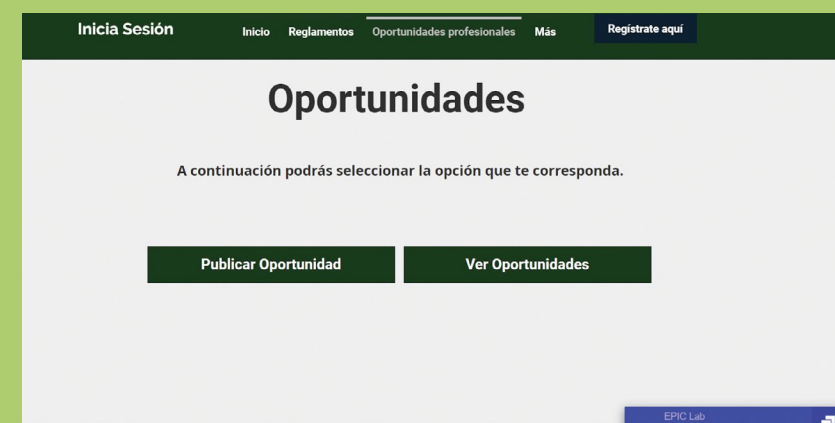 Inicia Sesión Inicio Reglamentos Oportunidades profesionales Más Regístrate aquí
Oportunidades
A continuación podrás seleccionar la opción que te corresponda.
Publicar Oportunidad Ver Oportunidades
EPIC Lab